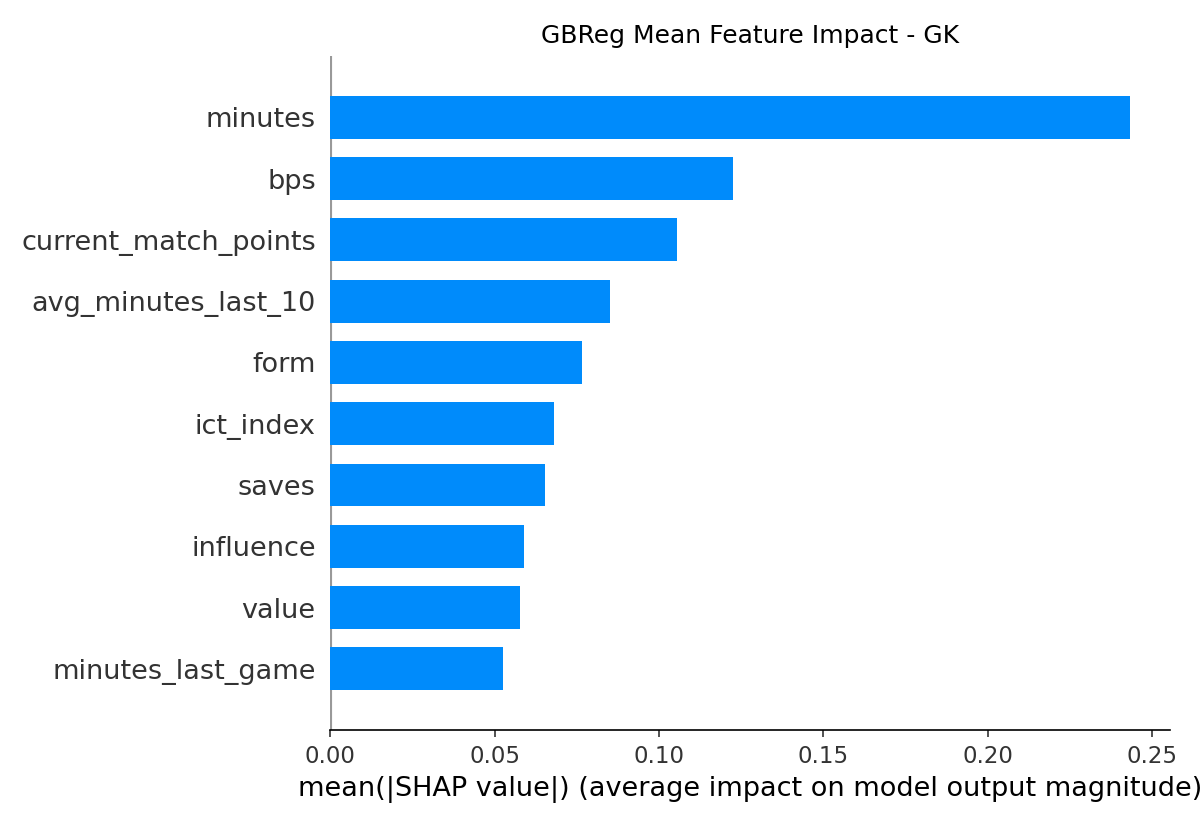 GBReg Mean Feature Impact - GK
minutes
bps
current_match_points
avg_minutes_last_10
form
ict_index
saves
influence
value
minutes_last_game
0.00 0.05 0.10 0.15 0.20 0.25
mean(|SHAP value|) (average impact on model output magnitude)